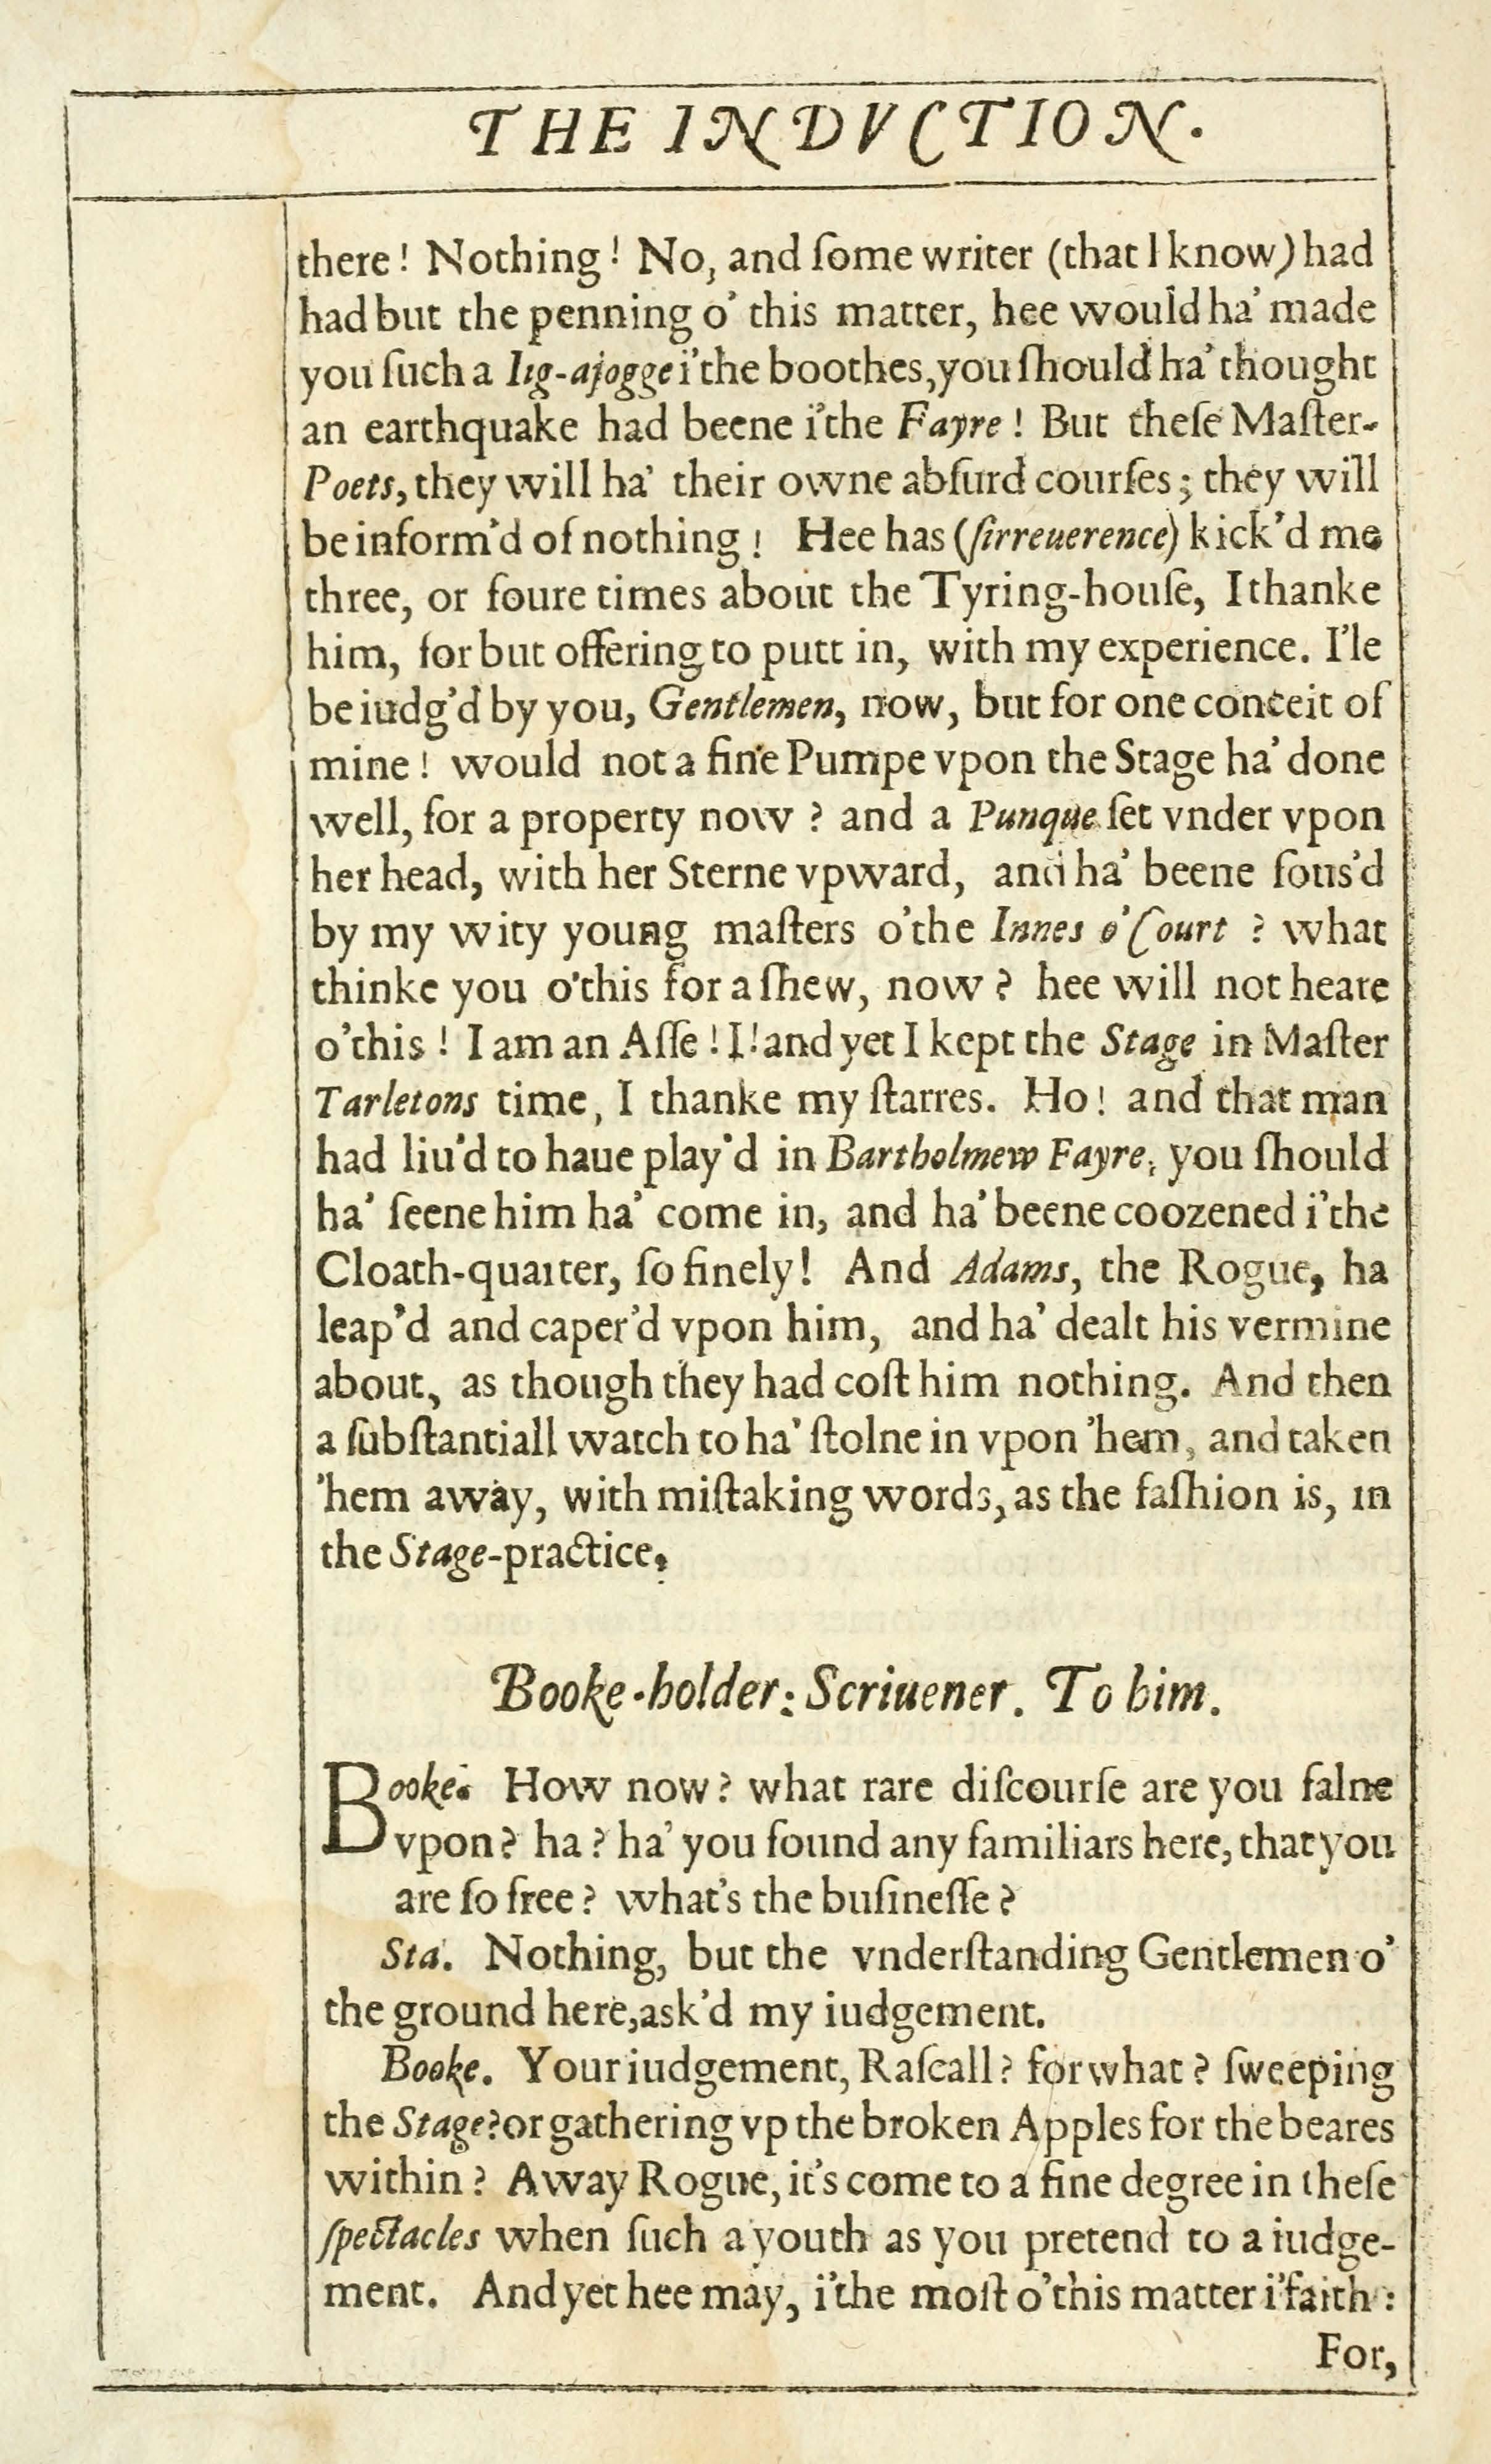 THE INDVCTION.
there! Nothing! No, and ſome writer (that I know) had
had but the penning o' this matter, hee would ha' made
you ſuch a Iig-ajogge i'the boothes, you ſhould ha' thought
an earthquake had beene i'the Fayre! But theſe Maſter-
Poets, they will ha' their owne abſurd courſes; they will
be inform'd of nothing! Hee has (ſirreuerence) kick'd me
three, or foure times about the Tyring-houſe, I thanke
him, for but offering to putt in, with my experience. I'le
be iudg'd by you, Gentlemen, now, but for one conceit of
mine! would not a fine Pumpe vpon the Stage ha' done
well, for a property now? and a Punque ſet vnder vpon
her head, with her Sterne vpward, and ha' beene ſous'd
by my wity young maſters o'the Innes o' Court? what
thinke you o'this for a ſhew, now? hee will not heare
o'this! I am an Aſſe! I! and yet I kept the Stage in Maſter
Tarletons time, I thanke my ſtarres. Ho! and that man
had liu'd to haue play'd in Bartholmew Fayre, you ſhould
ha' ſeene him ha' come in, and ha' beene coozened i'the
Cloath-quarter, ſo finely! And Adams, the Rogue, ha
leap'd and caper'd vpon him, and ha' dealt his vermine
about, as though they had coſt him nothing. And then
a ſubſtantiall watch to ha' ſtolne in vpon 'hem, and taken
'hem away, with miſtaking words, as the faſhion is, in
the Stage-practice.
Booke-holder: Scriuener. To him.
Booke. How now? what rare diſcourſe are you falne
vpon? ha? ha' you found any familiars here, that you
are ſo free? what's the buſineſſe?
Sta. Nothing, but the vnderſtanding Gentlemen o'
the ground here, ask'd my iudgement.
Booke. Your iudgement, Raſcall? for what? ſweeping
the Stage? or gathering vp the broken Apples for the beares
within? Away Rogue, it's come to a fine degree in theſe
ſpectacles when ſuch a youth as you pretend to a iudge-
ment. And yet hee may, i'the moſt o'this matter i'faith:
For,